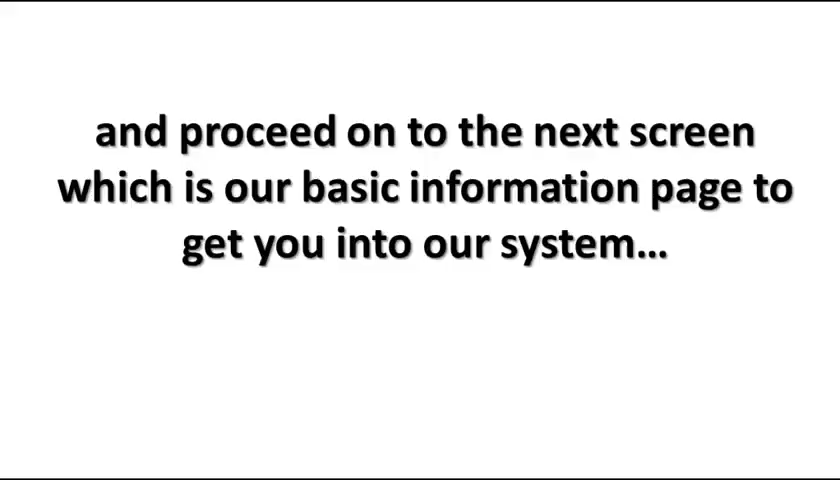 and proceed on to the next screen
which is our basic information page to
get you into our system...